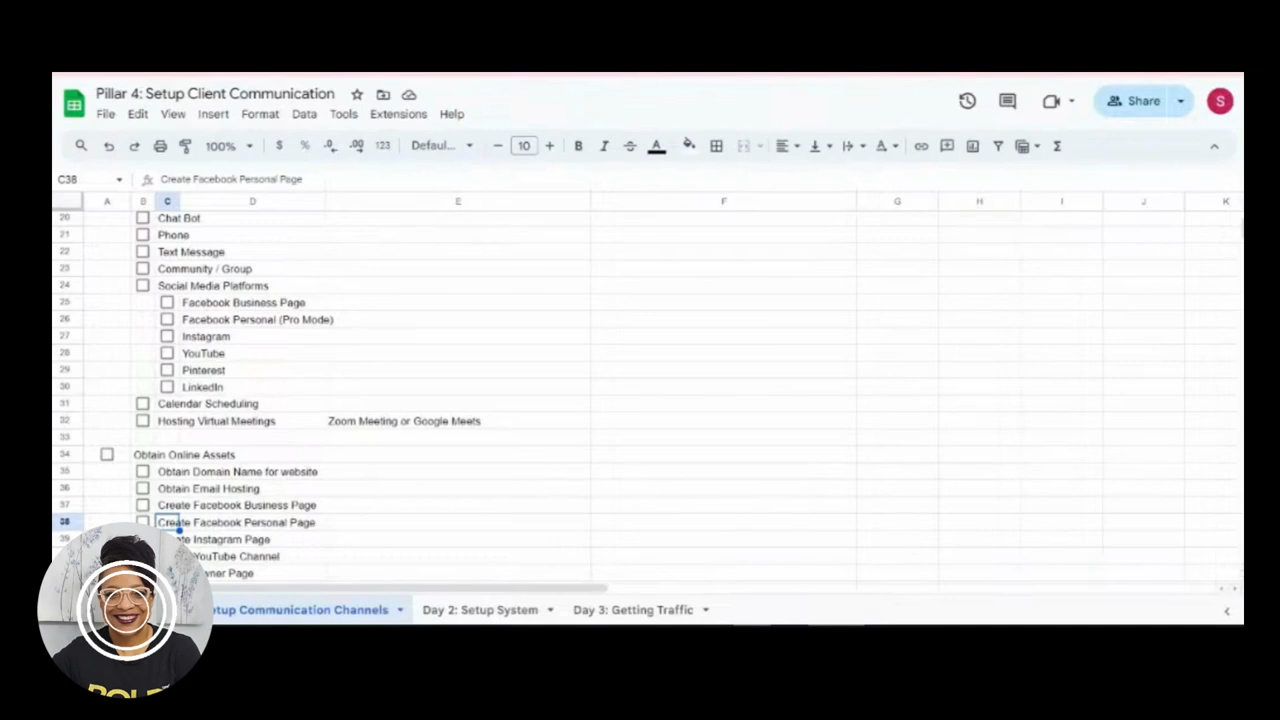 Pillar 4: Setup Client Communication
File Edit View Insert Format Data Tools Extensions Help
Share
S
100% $ % .0 .00 123 Defaul... 10 B I A Σ
C38 fx Create Facebook Personal Page
A B C D E F G H I J K
20 Chat Bot
21 Phone
22 Text Message
23 Community / Group
24 Social Media Platforms
25 Facebook Business Page
26 Facebook Personal (Pro Mode)
27 Instagram
28 YouTube
29 Pinterest
30 LinkedIn
31 Calendar Scheduling
32 Hosting Virtual Meetings Zoom Meeting or Google Meets
33
34 Obtain Online Assets
35 Obtain Domain Name for website
36 Obtain Email Hosting
37 Create Facebook Business Page
38 Create Facebook Personal Page
39 Instagram Page
YouTube Channel
Page
Communication Channels Day 2: Setup System Day 3: Getting Traffic